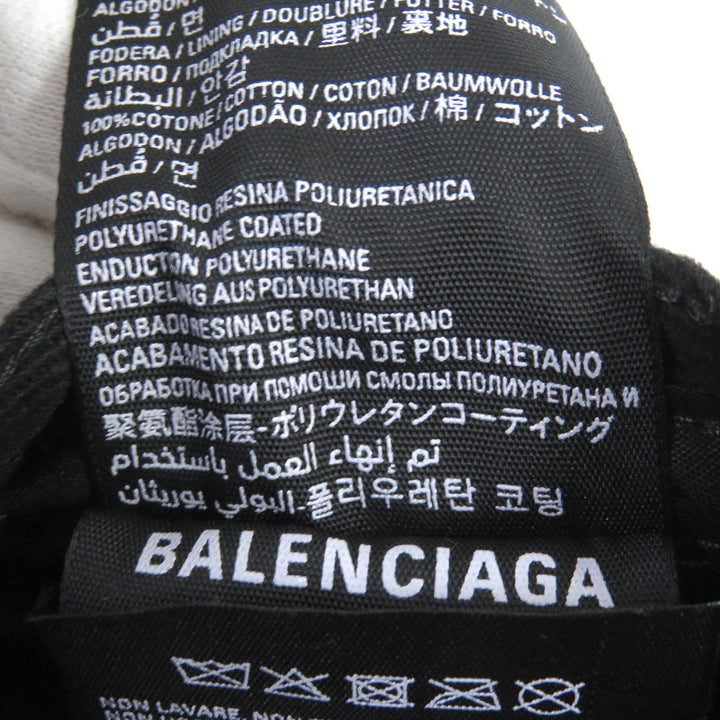 ALGODON
قطن / 면
FODERA / LINING / DOUBLURE / FUTTER / FORRO
FORRO / ПОДКЛАДКА / 里料 / 裏地
البطانة / 안감
100%COTONE / COTTON / COTON / BAUMWOLLE
ALGODON / ALGODÃO / ХЛОПОК / 棉 / コットン
قُطن / 면
FINISSAGGIO RESINA POLIURETANICA
POLYURETHANE COATED
ENDUCTON POLYURETHANE
VEREDELING AUS POLYURETHAN
ACABADO RESINA DE POLIURETANO
ACABAMENTO RESINA DE POLIURETANO
ОБРАБОТКА ПРИ ПОМОШИ СМОЛЫ ПОЛИУРЕТАНА И
聚氨酯涂层-ポリウレタンコーティング
تم إنهاء العمل باستخدام
البولي يوريثان-폴리우레탄 코팅
BALENCIAGA
NON LAVARE, NON